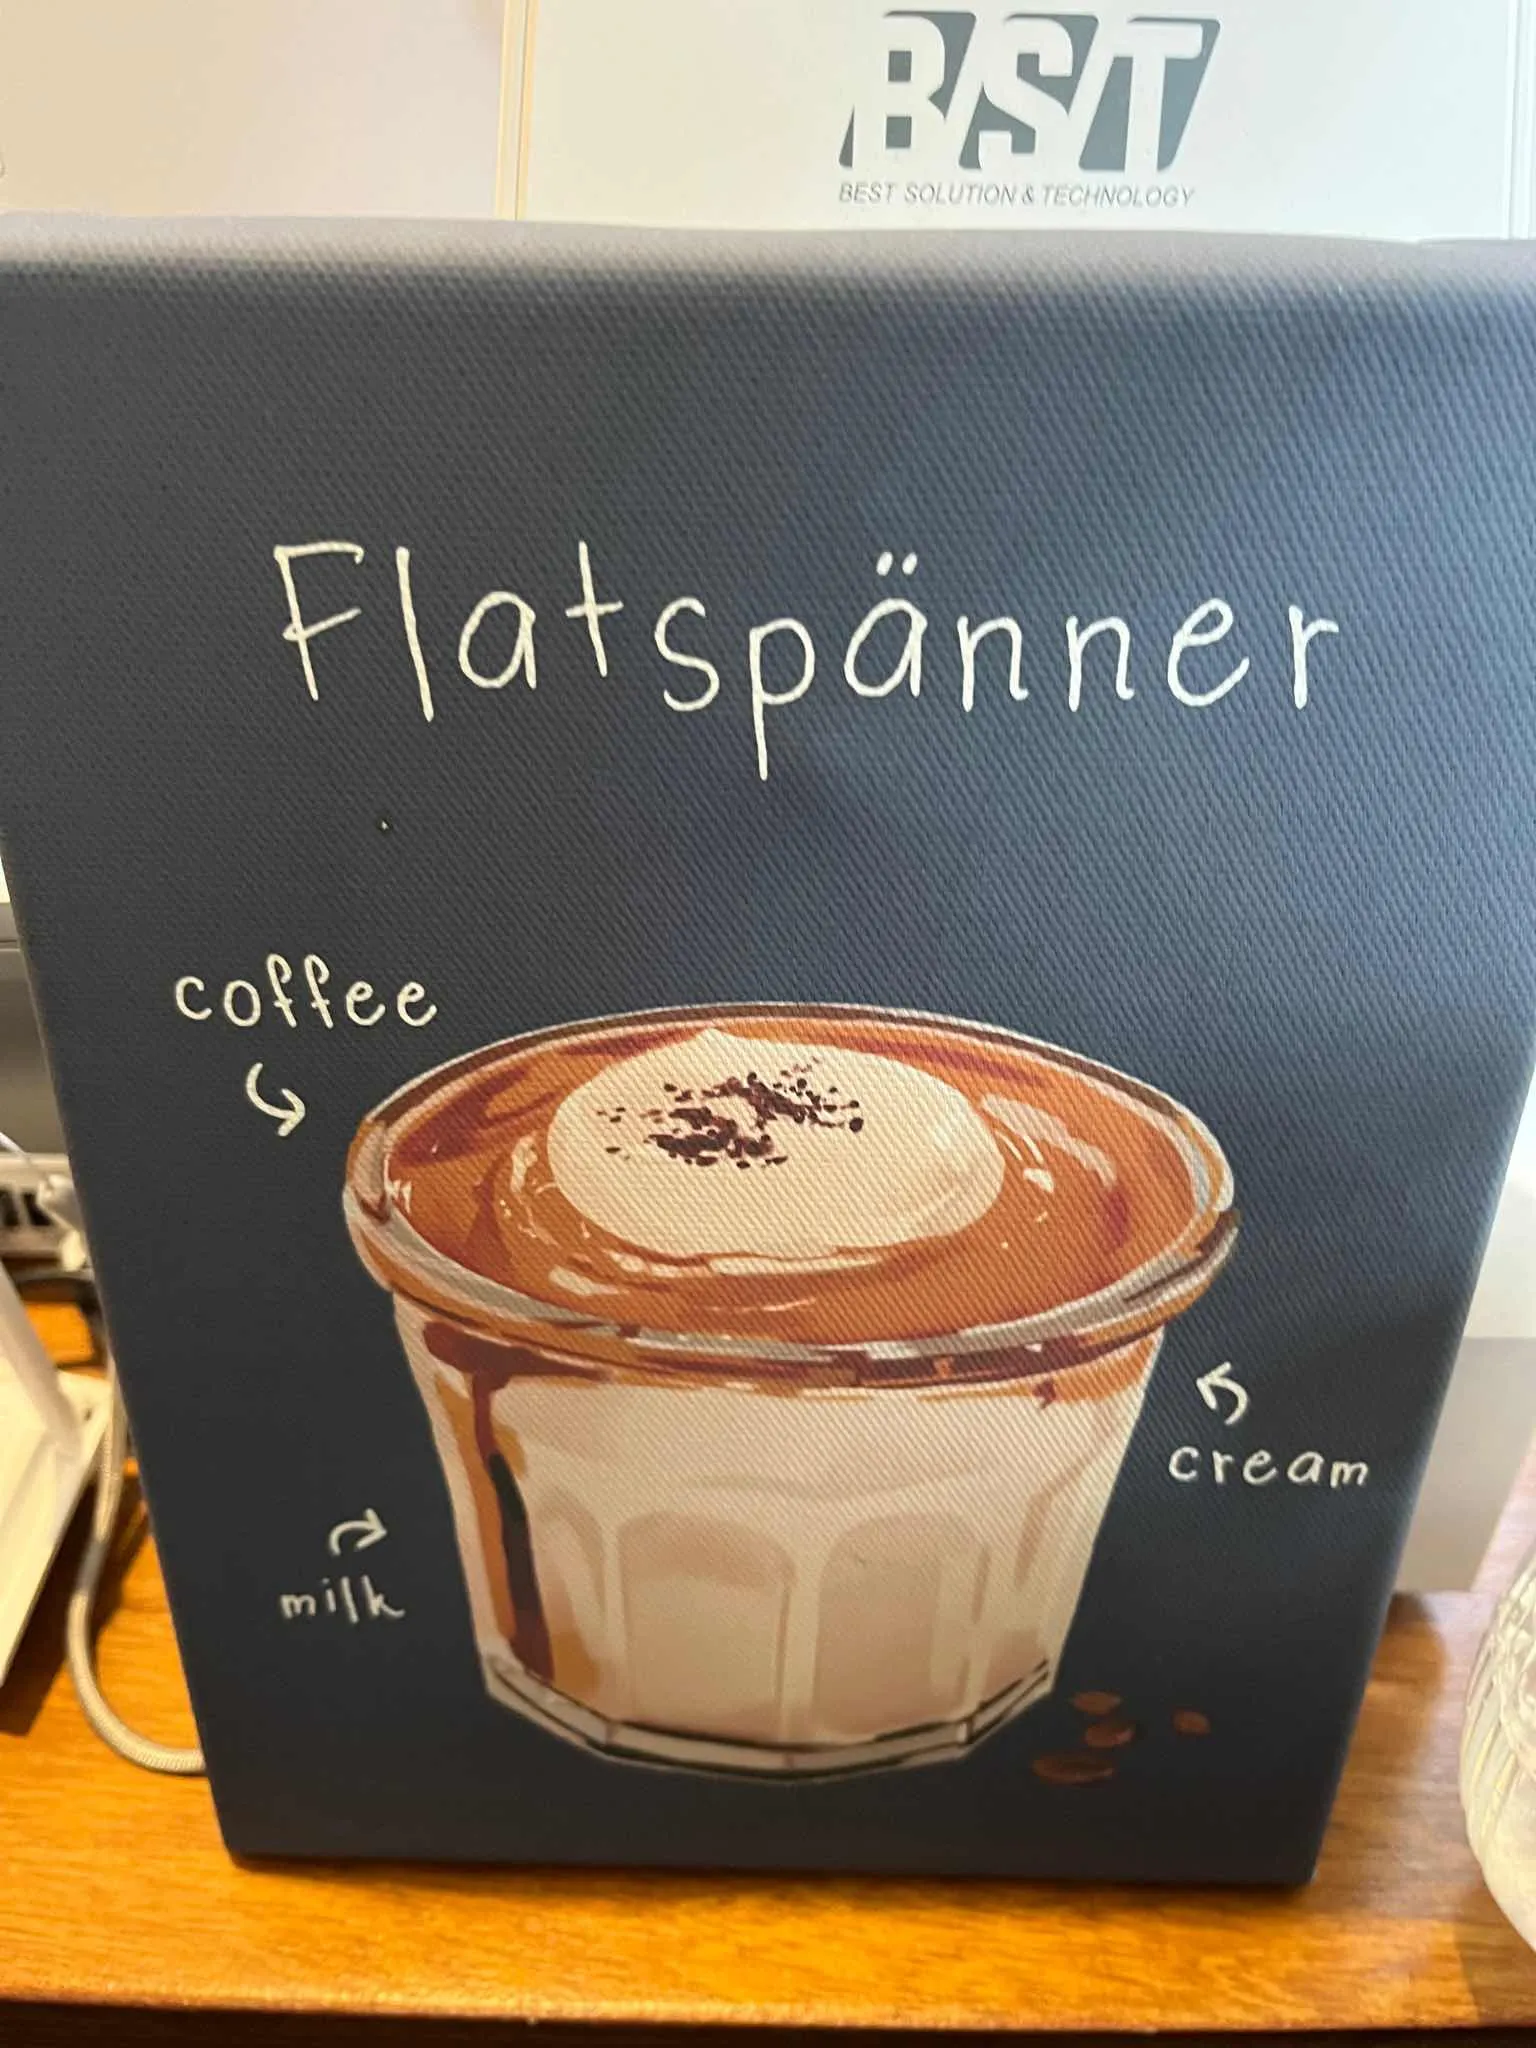 BST
BEST SOLUTION & TECHNOLOGY
Flatspänner
coffee
cream
milk